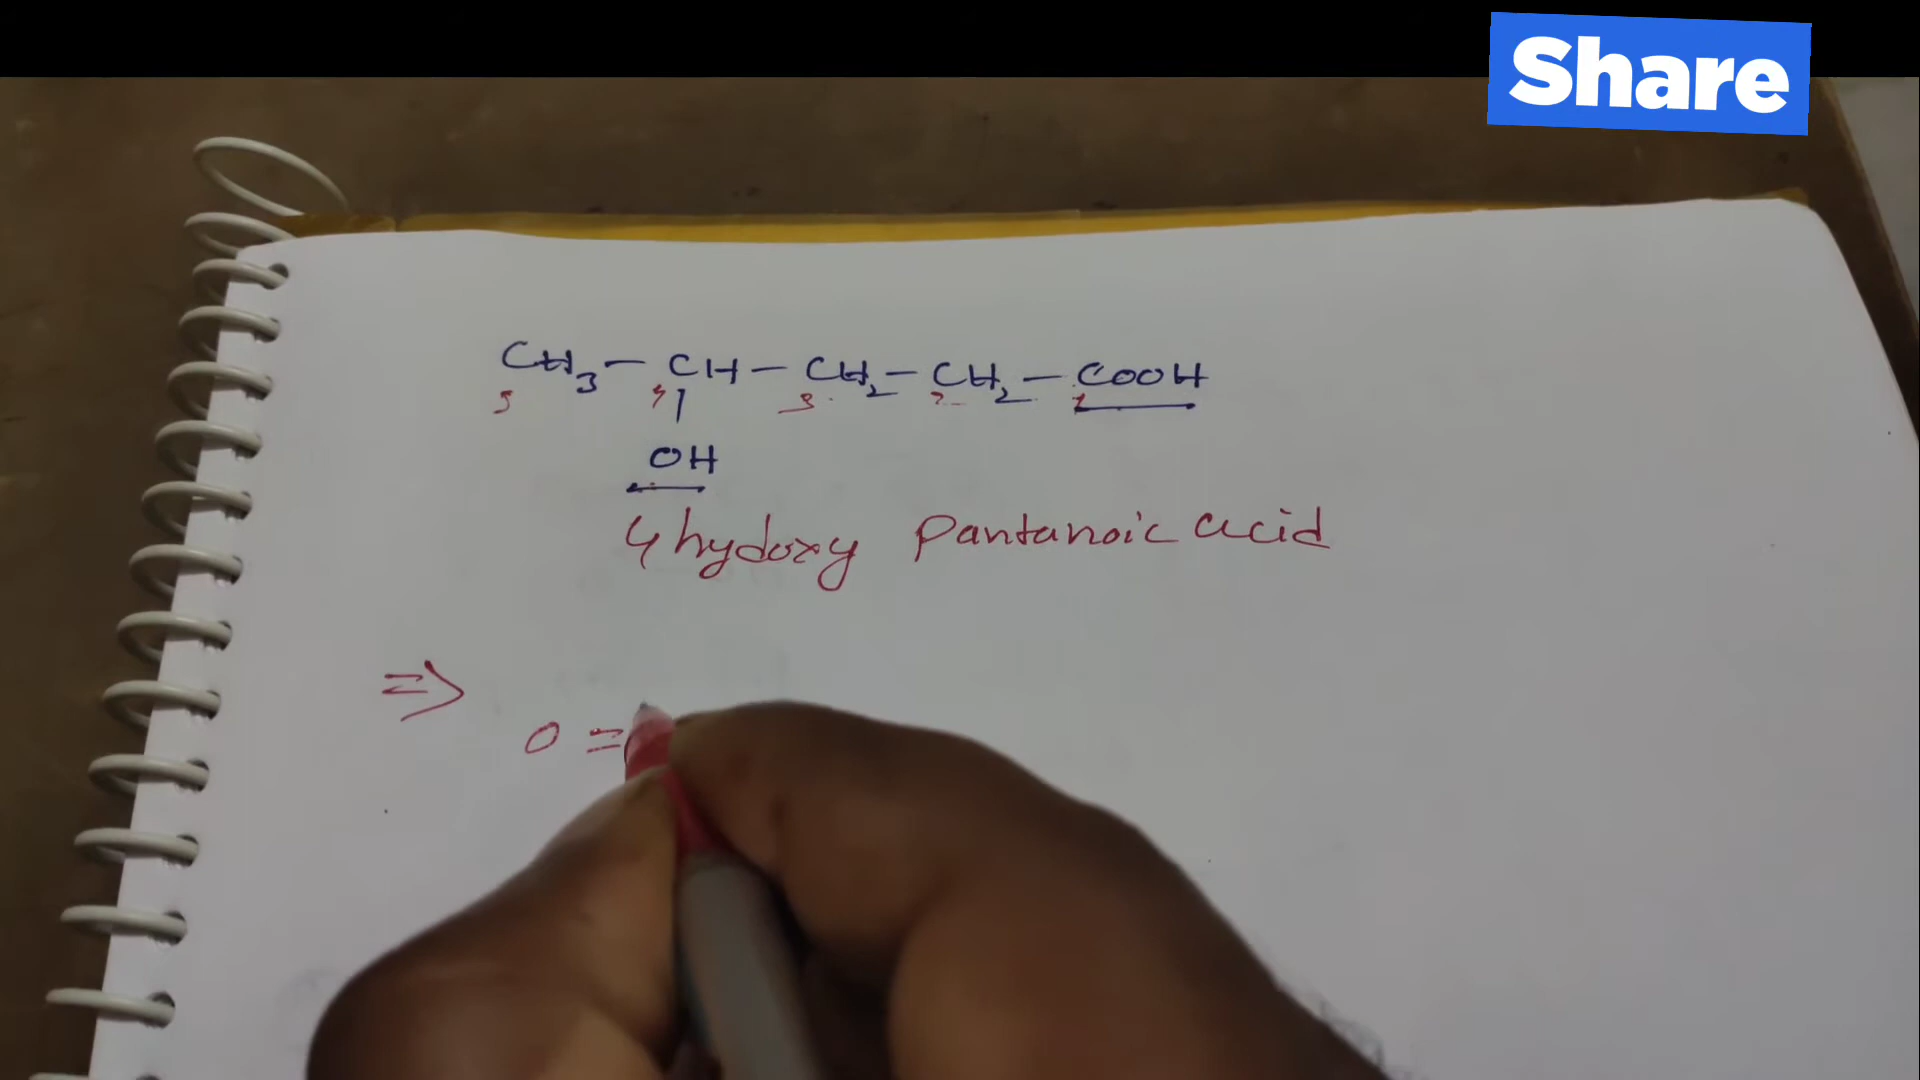 Share
CH₃ – CH – CH₂ – CH₂ – COOH
5 4 3 2 1
|
OH
4 hydoxy pantanoic acid
⇒
O =